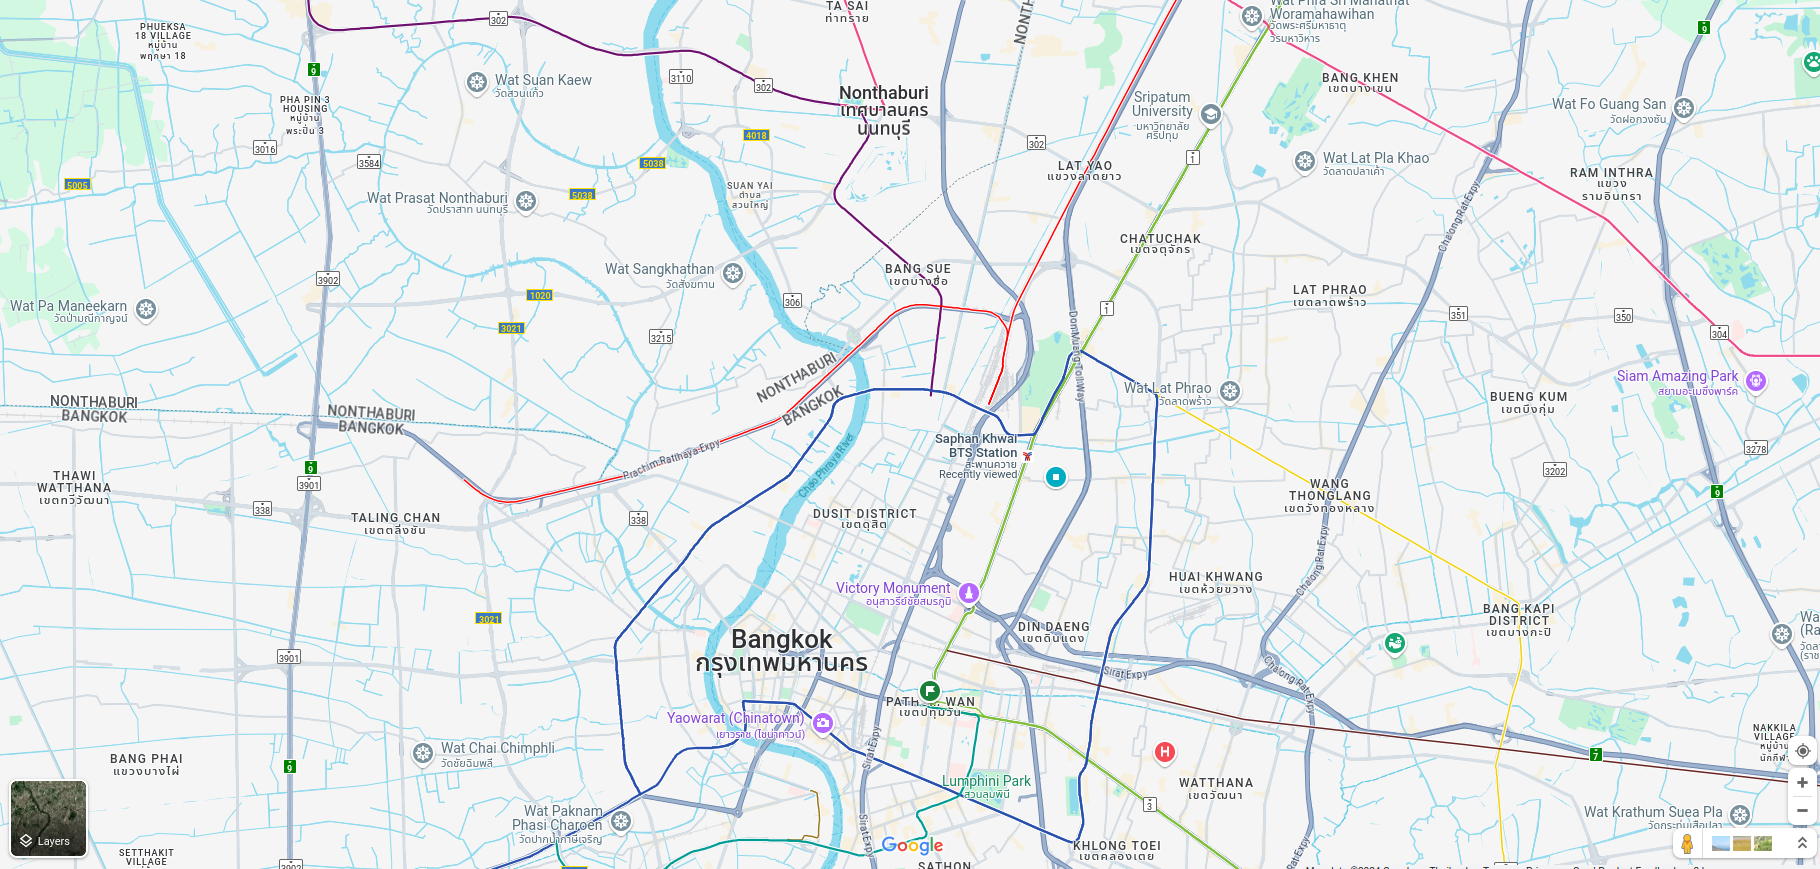 TA SAI
ท่าทราย
Wat Phra Sri Mahathat
Woramahawihan
วัดพระศรีมหาธาตุ
วรมหาวิหาร
NONTH
PHUEKSA
18 VILLAGE
หมู่บ้าน
พฤกษา 18
302
9
9
Wat Suan Kaew
วัดสวนแก้ว
3110
302
Nonthaburi
เทศบาลนคร
นนทบุรี
BANG KHEN
เขตบางเขน
Sripatum
University
มหาวิทยาลัย
ศรีปทุม
Wat Fo Guang San
วัดฝอกวงซัน
PHA PIN 3
HOUSING
หมู่บ้าน
พระปิ่น 3
4018
302
3016
3584
5038
1
Wat Lat Pla Khao
วัดลาดปลาเค้า
LAT YAO
แขวงลาดยาว
RAM INTHRA
แขวง
รามอินทรา
5005
5038
SUAN YAI
ตำบล
สวนใหญ่
Wat Prasat Nonthaburi
วัดปราสาท นนทบุรี
Chalong Rat Expy
CHATUCHAK
เขตจตุจักร
BANG SUE
เขตบางซื่อ
Wat Sangkhathan
วัดสังฆทาน
3902
1020
306
LAT PHRAO
เขตลาดพร้าว
Wat Pa Maneekarn
วัดป่ามณีกาญจน์
1
351
350
3021
3215
304
Don Muang Tollway
NONTHABURI
BANGKOK
Wat Lat Phrao
วัดลาดพร้าว
Siam Amazing Park
สยามอะเมซิ่งพาร์ค
NONTHABURI
BANGKOK
NONTHABURI
BANGKOK
BUENG KUM
เขตบึงกุ่ม
Saphan Khwai
BTS Station
สะพานควาย
Recently viewed
Prachim Ratthaya Expy
Chao Phraya River
3278
9
3901
3202
9
THAWI
WATTHANA
เขตทวีวัฒนา
WANG
THONGLANG
เขตวังทองหลาง
338
338
TALING CHAN
เขตตลิ่งชัน
DUSIT DISTRICT
เขตดุสิต
Chalong Rat Expy
HUAI KHWANG
เขตห้วยขวาง
Victory Monument
อนุสาวรีย์ชัยสมรภูมิ
BANG KAPI
DISTRICT
เขตบางกะปิ
3021
DIN DAENG
เขตดินแดง
Bangkok
กรุงเทพมหานคร
3901
Sirat Expy
Chalong Rat Expy
PATH WAN
เขตปทุมวัน
Yaowarat (Chinatown)
เยาวราช (ไชน่าทาวน์)
Sirat Expy
NAKKILA
VILLAGE
หมู่บ้าน
นักกีฬา
Wat Chai Chimphli
วัดชัยฉิมพลี
BANG PHAI
แขวงบางไผ่
9
H
7
Lumphini Park
สวนลุมพินี
WATTHANA
เขตวัฒนา
3
Wat Paknam
Phasi Charoen
วัดปากน้ำภาษีเจริญ
Wat Krathum Suea Pla
วัดกระทุ่มเสือปลา
Layers
Sirat Expy
Google
KHLONG TOEI
เขตคลองเตย
SETTHAKIT
VILLAGE
หมู่บ้าน
3902
SATHON